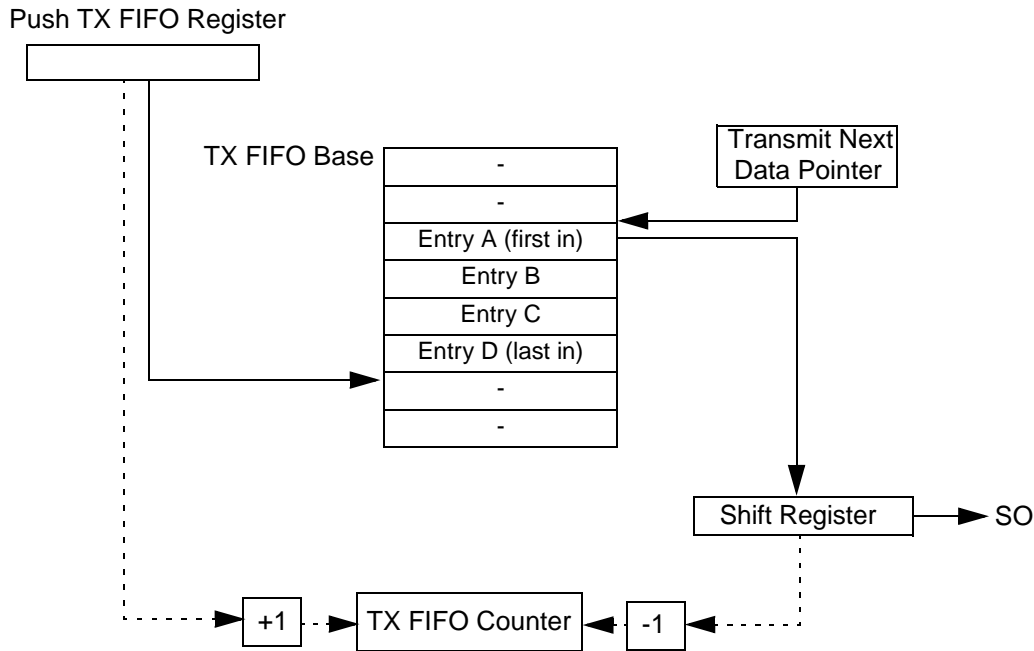 Push TX FIFO Register
TX FIFO Base
-
-
Entry A (first in)
Entry B
Entry C
Entry D (last in)
-
-
Transmit Next
Data Pointer
Shift Register
SO
+1
TX FIFO Counter
-1